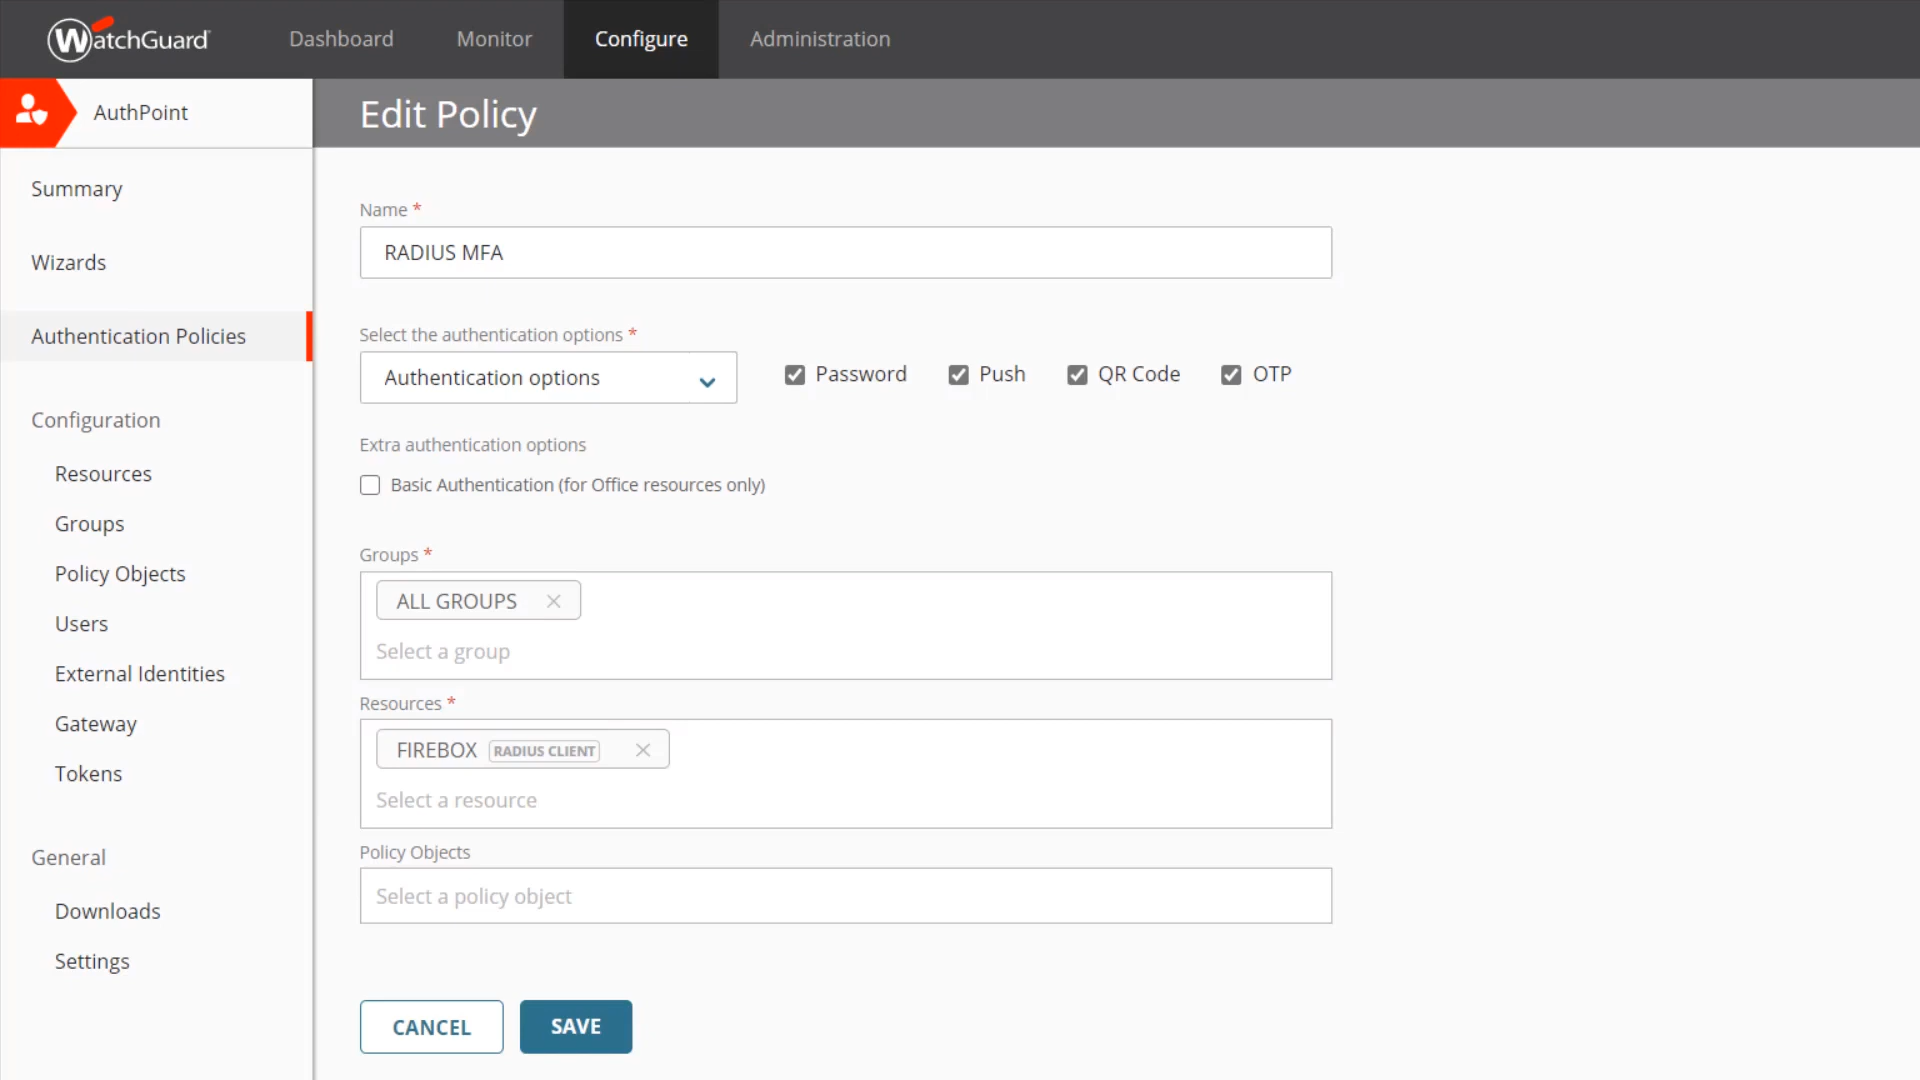 WatchGuard
Dashboard
Monitor
Configure
Administration
AuthPoint
Edit Policy
Summary
Wizards
Authentication Policies
Configuration
Resources
Groups
Policy Objects
Users
External Identities
Gateway
Tokens
General
Downloads
Settings
Name *
RADIUS MFA
Select the authentication options *
Authentication options
Password
Push
QR Code
OTP
Extra authentication options
Basic Authentication (for Office resources only)
Groups *
ALL GROUPS
Select a group
Resources *
FIREBOX RADIUS CLIENT
Select a resource
Policy Objects
Select a policy object
CANCEL
SAVE